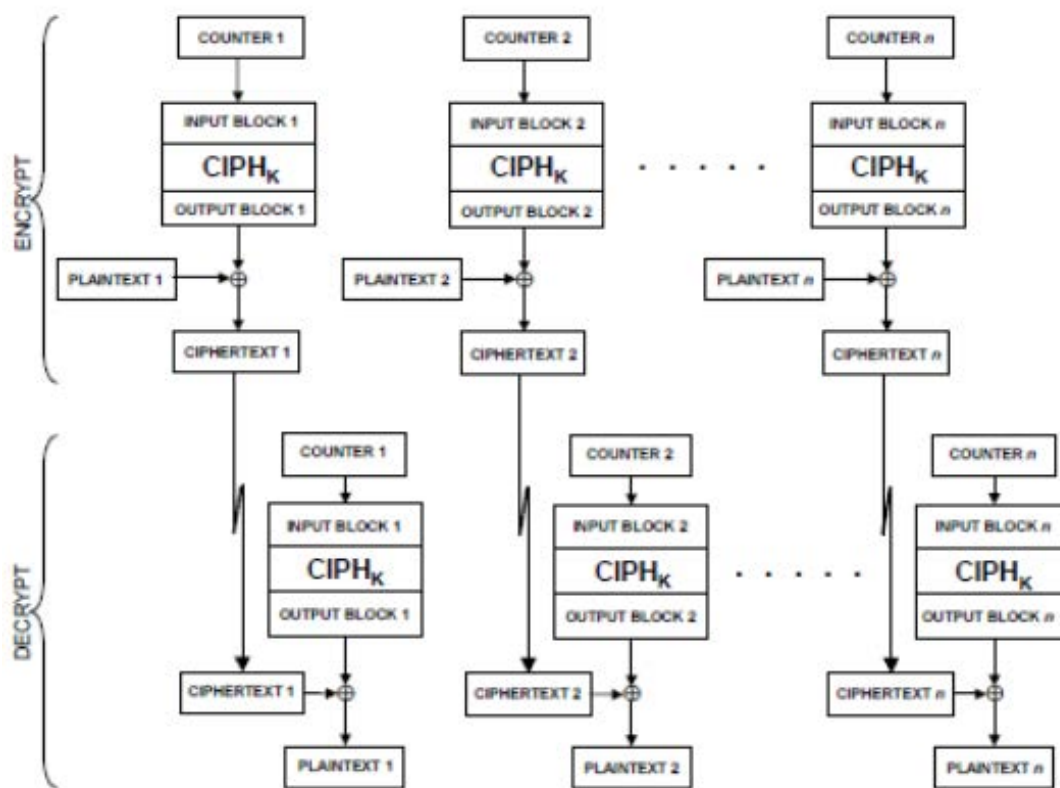 ENCRYPT
COUNTER 1 COUNTER 2 COUNTER n
INPUT BLOCK 1 INPUT BLOCK 2 INPUT BLOCK n
CIPHK CIPHK CIPHK
OUTPUT BLOCK 1 OUTPUT BLOCK 2 OUTPUT BLOCK n
PLAINTEXT 1 PLAINTEXT 2 PLAINTEXT n
CIPHERTEXT 1 CIPHERTEXT 2 CIPHERTEXT n
DECRYPT
COUNTER 1 COUNTER 2 COUNTER n
INPUT BLOCK 1 INPUT BLOCK 2 INPUT BLOCK n
CIPHK CIPHK CIPHK
OUTPUT BLOCK 1 OUTPUT BLOCK 2 OUTPUT BLOCK n
CIPHERTEXT 1 CIPHERTEXT 2 CIPHERTEXT n
PLAINTEXT 1 PLAINTEXT 2 PLAINTEXT n